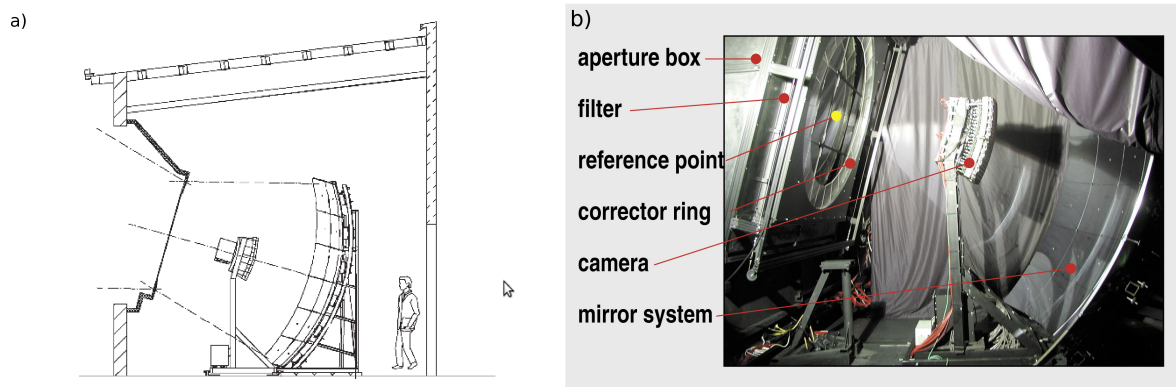 a)
b)
aperture box
filter
reference point
corrector ring
camera
mirror system